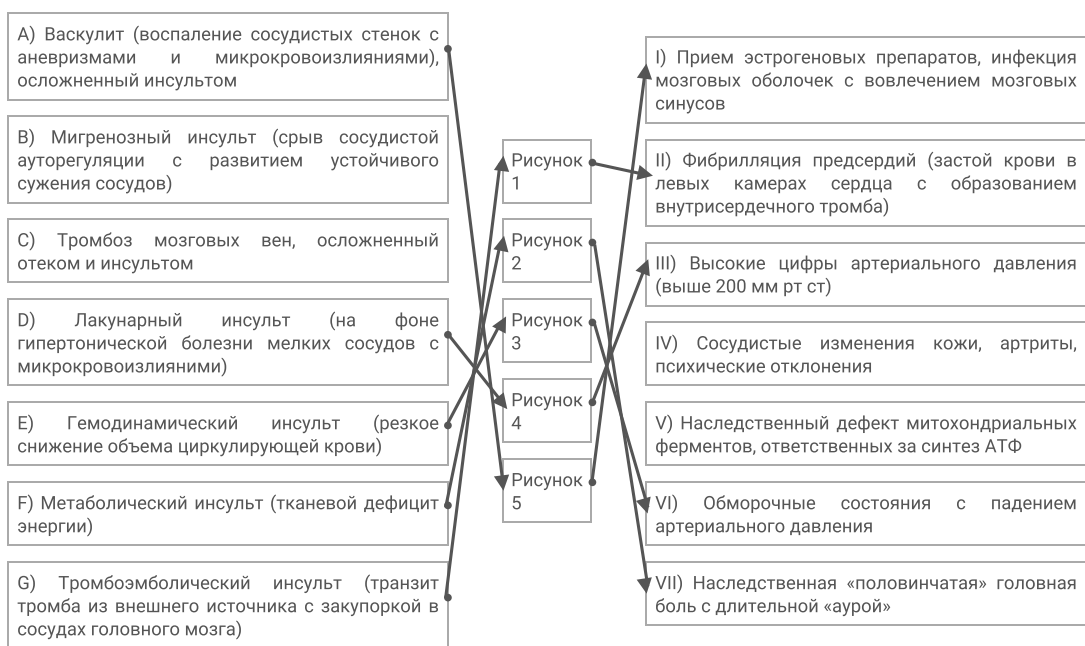 A) Васкулит (воспаление сосудистых стенок с
аневризмами и микрокровоизлияниями),
осложненный инсультом
B) Мигренозный инсульт (срыв сосудистой
ауторегуляции с развитием устойчивого
сужения сосудов)
C) Тромбоз мозговых вен, осложненный
отеком и инсультом
D) Лакунарный инсульт (на фоне
гипертонической болезни мелких сосудов с
микрокровоизлияними)
E) Гемодинамический инсульт (резкое
снижение объема циркулирующей крови)
F) Метаболический инсульт (тканевой дефицит
энергии)
G) Тромбоэмболический инсульт (транзит
тромба из внешнего источника с закупоркой в
сосудах головного мозга)
Рисунок
1
Рисунок
2
Рисунок
3
Рисунок
4
Рисунок
5
I) Прием эстрогеновых препаратов, инфекция
мозговых оболочек с вовлечением мозговых
синусов
II) Фибрилляция предсердий (застой крови в
левых камерах сердца с образованием
внутрисердечного тромба)
III) Высокие цифры артериального давления
(выше 200 мм рт ст)
IV) Сосудистые изменения кожи, артриты,
психические отклонения
V) Наследственный дефект митохондриальных
ферментов, ответственных за синтез АТФ
VI) Обморочные состояния с падением
артериального давления
VII) Наследственная «половинчатая» головная
боль с длительной «аурой»